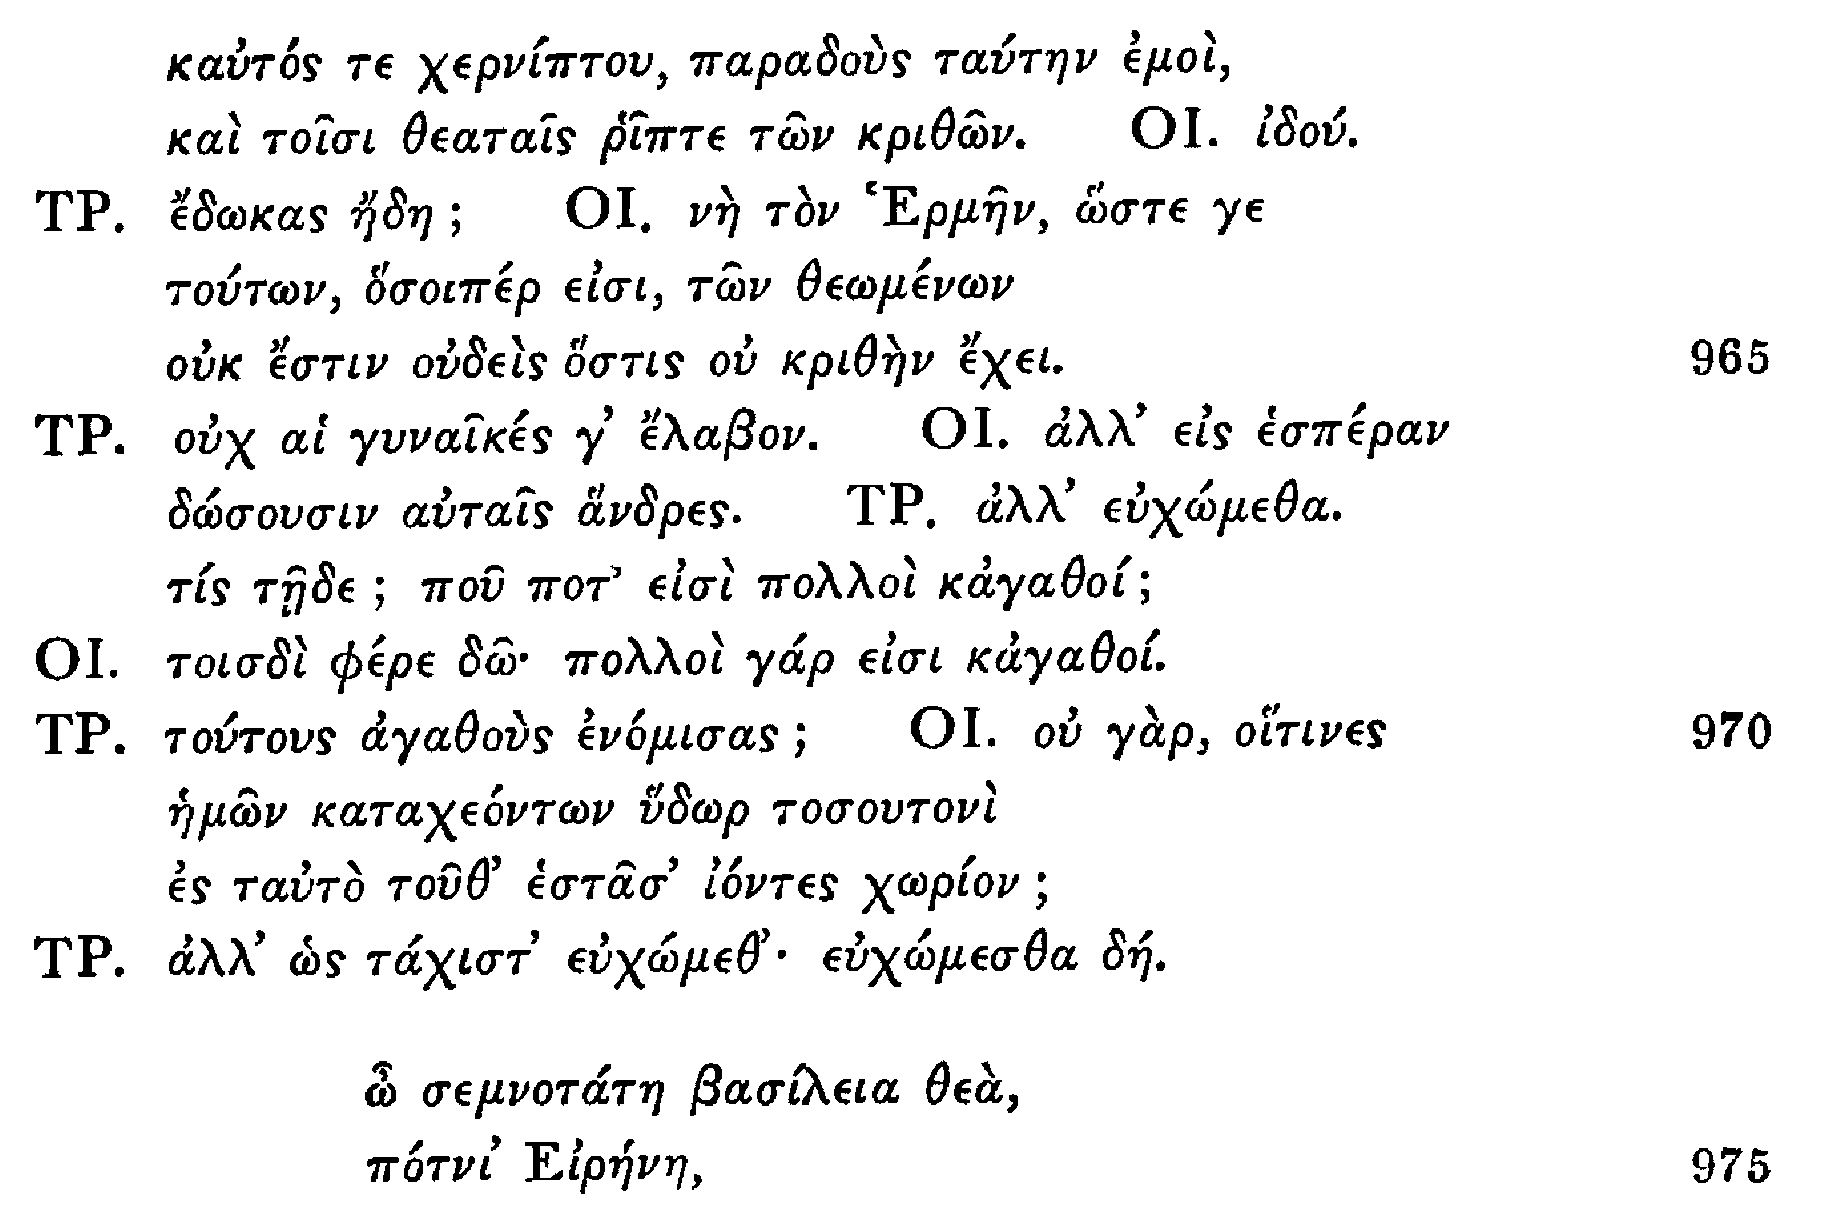 καὐτός τε χερνίπτου, παραδοὺς ταύτην ἐμοὶ,
καὶ τοῖσι θεαταῖς ῥῖπτε τῶν κριθῶν. ΟΙ. ἰδού.
ΤΡ. ἔδωκας ἤδη; ΟΙ. νὴ τὸν Ἑρμῆν, ὥστε γε
τούτων, ὅσοιπέρ εἰσι, τῶν θεωμένων
οὐκ ἔστιν οὐδεὶς ὅστις οὐ κριθὴν ἔχει. 965
ΤΡ. οὐχ αἱ γυναῖκές γ’ ἔλαβον. ΟΙ. ἀλλ’ εἰς ἑσπέραν
δώσουσιν αὐταῖς ἅνδρες. ΤΡ. ἀλλ’ εὐχώμεθα.
τίς τῇδε; ποῦ ποτ’ εἰσὶ πολλοὶ κἀγαθοί;
ΟΙ. τοισδὶ φέρε δῶ· πολλοὶ γάρ εἰσι κἀγαθοί.
ΤΡ. τούτους ἀγαθοὺς ἐνόμισας; ΟΙ. οὐ γὰρ, οἵτινες 970
ἡμῶν καταχεόντων ὕδωρ τοσουτονὶ
ἐς ταὐτὸ τοῦθ’ ἑστᾶσ’ ἰόντες χωρίον;
ΤΡ. ἀλλ’ ὡς τάχιστ’ εὐχώμεθ’· εὐχώμεσθα δή.
ὦ σεμνοτάτη βασίλεια θεὰ,
πότνι’ Εἰρήνη, 975